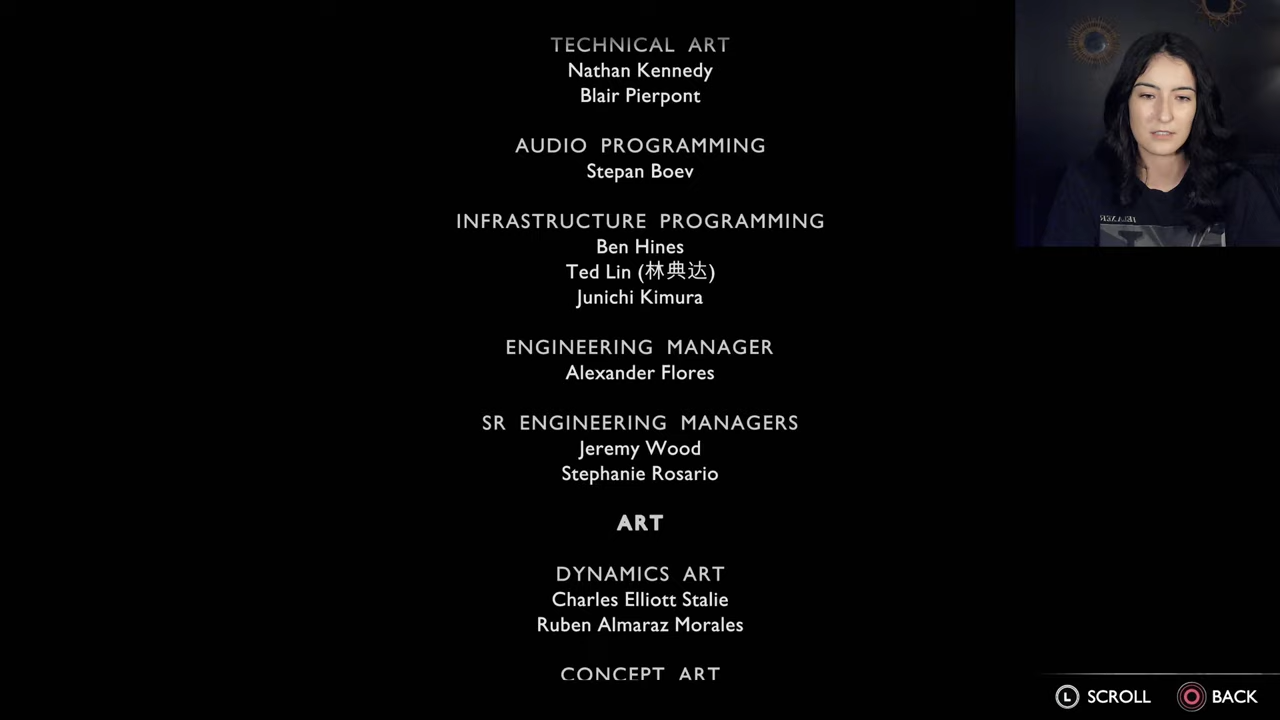 TECHNICAL ART
Nathan Kennedy
Blair Pierpont
AUDIO PROGRAMMING
Stepan Boev
INFRASTRUCTURE PROGRAMMING
Ben Hines
Ted Lin (林典达)
Junichi Kimura
ENGINEERING MANAGER
Alexander Flores
SR ENGINEERING MANAGERS
Jeremy Wood
Stephanie Rosario
ART
DYNAMICS ART
Charles Elliott Stalie
Ruben Almaraz Morales
CONCEPT ART
L SCROLL
BACK